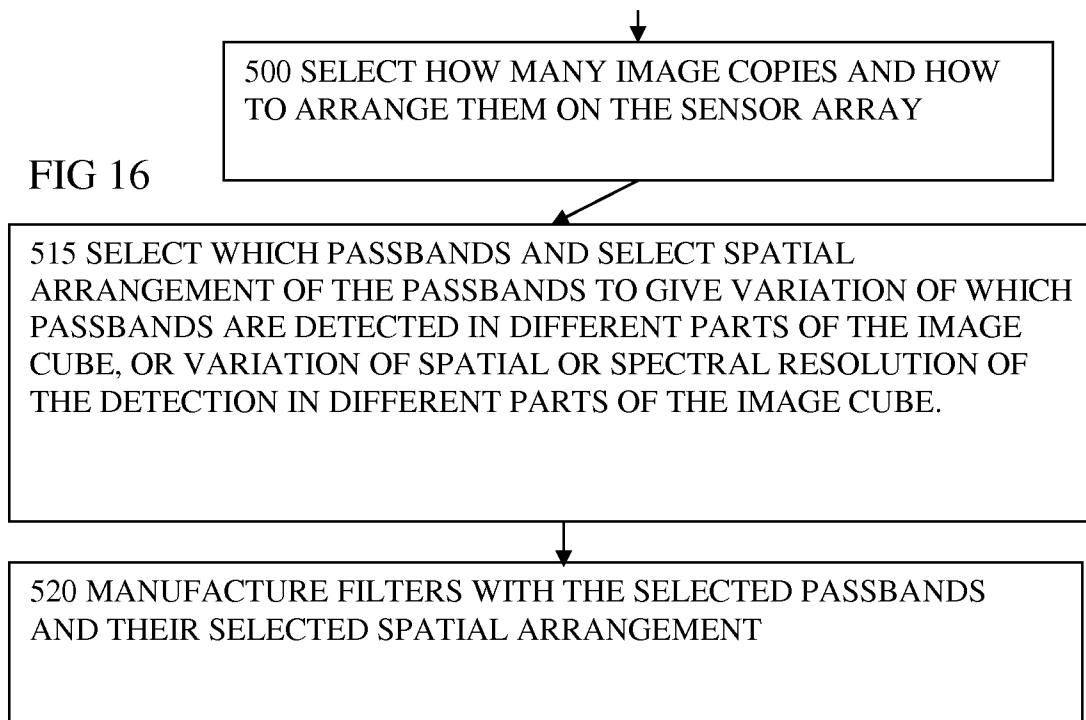 500 SELECT HOW MANY IMAGE COPIES AND HOW
TO ARRANGE THEM ON THE SENSOR ARRAY
FIG 16
515 SELECT WHICH PASSBANDS AND SELECT SPATIAL
ARRANGEMENT OF THE PASSBANDS TO GIVE VARIATION OF WHICH
PASSBANDS ARE DETECTED IN DIFFERENT PARTS OF THE IMAGE
CUBE, OR VARIATION OF SPATIAL OR SPECTRAL RESOLUTION OF
THE DETECTION IN DIFFERENT PARTS OF THE IMAGE CUBE.
520 MANUFACTURE FILTERS WITH THE SELECTED PASSBANDS
AND THEIR SELECTED SPATIAL ARRANGEMENT